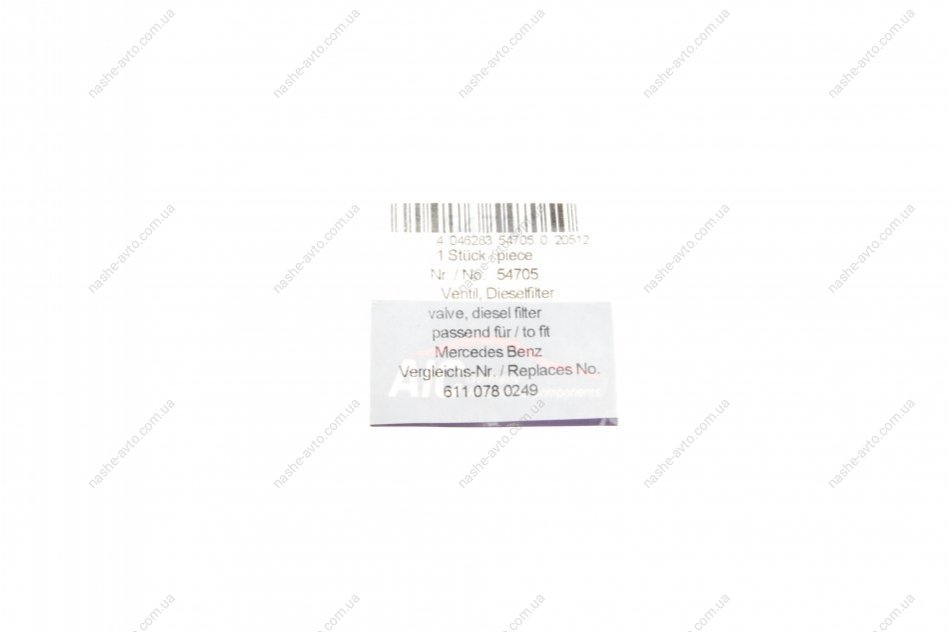 4 046283 54705 0 20512
1 Stück / piece
Nr. / No. 54705
Ventil, Dieselfilter
valve, diesel filter
passend für / to fit
Mercedes Benz
Vergleichs-Nr. / Replaces No.
611 078 0249
nashe-avto.com.ua